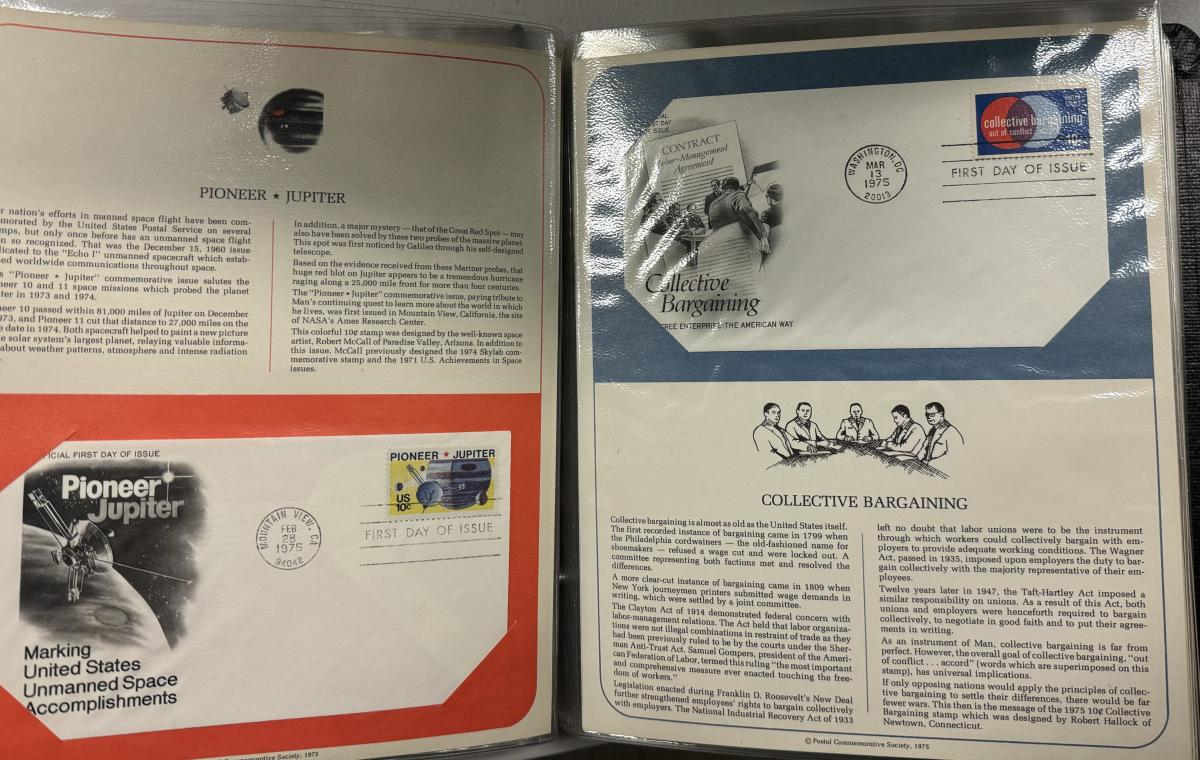 PIONEER ★ JUPITER
r nation's efforts in manned space flight have been com-
morated by the United States Postal Service on several
mps, but only once before has an unmanned space flight
n so recognized. That was the December 15, 1960 issue
licated to the "Echo I" unmanned spacecraft which estab-
ed worldwide communications throughout space.
s "Pioneer • Jupiter" commemorative issue salutes the
neer 10 and 11 space missions which probed the planet
ter in 1973 and 1974.
eer 10 passed within 81,000 miles of Jupiter on December
973, and Pioneer 11 cut that distance to 27,000 miles on the
e date in 1974. Both spacecraft helped to paint a new picture
e solar system's largest planet, relaying valuable informa-
about weather patterns, atmosphere and intense radiation
In addition, a major mystery — that of the Great Red Spot — may
also have been solved by these two probes of the massive planet.
This spot was first noticed by Galileo through his self-designed
telescope.
Based on the evidence received from these Mariner probes, that
huge red blot on Jupiter appears to be a tremendous hurricane
raging along a 25,000 mile front for more than four centuries.
The "Pioneer • Jupiter" commemorative issue, paying tribute to
Man's continuing quest to learn more about the world in which
he lives, was first issued in Mountain View, California, the site
of NASA's Ames Research Center.
This colorful 10¢ stamp was designed by the well-known space
artist, Robert McCall of Paradise Valley, Arizona. In addition to
this issue, McCall previously designed the 1974 Skylab com-
memorative stamp and the 1971 U.S. Achievements in Space
issues.
ICIAL FIRST DAY OF ISSUE
Pioneer
Jupiter
Marking
United States
Unmanned Space
Accomplishments
MOUNTAIN VIEW, CA
FEB
28
1975
94042
PIONEER ★ JUPITER
US
10c
FIRST DAY OF ISSUE
morative Society, 1975
IAL
ST DAY
F ISSUE
CONTRACT
Labor-Management
Agreement
Collective
Bargaining
FREE ENTERPRISE-THE AMERICAN WAY
WASHINGTON, DC
MAR
13
1975
20013
collective bargaining
out of conflict
10c
FIRST DAY OF ISSUE
COLLECTIVE BARGAINING
Collective bargaining is almost as old as the United States itself.
The first recorded instance of bargaining came in 1799 when
the Philadelphia cordwainers — the old-fashioned name for
shoemakers — refused a wage cut and were locked out. A
committee representing both factions met and resolved the
differences.
A more clear-cut instance of bargaining came in 1809 when
New York journeymen printers submitted wage demands in
writing, which were settled by a joint committee.
The Clayton Act of 1914 demonstrated federal concern with
labor-management relations. The Act held that labor organiza-
tions were not illegal combinations in restraint of trade as they
had been previously ruled to be by the courts under the Sher-
man Anti-Trust Act. Samuel Gompers, president of the Ameri-
can Federation of Labor, termed this ruling "the most important
and comprehensive measure ever enacted touching the free-
dom of workers."
Legislation enacted during Franklin D. Roosevelt's New Deal
further strengthened employees' rights to bargain collectively
with employers. The National Industrial Recovery Act of 1933
left no doubt that labor unions were to be the instrument
through which workers could collectively bargain with em-
ployers to provide adequate working conditions. The Wagner
Act, passed in 1935, imposed upon employers the duty to bar-
gain collectively with the majority representative of their em-
ployees.
Twelve years later in 1947, the Taft-Hartley Act imposed a
similar responsibility on unions. As a result of this Act, both
unions and employers were henceforth required to bargain
collectively, to negotiate in good faith and to put their agree-
ments in writing.
As an instrument of Man, collective bargaining is far from
perfect. However, the overall goal of collective bargaining, "out
of conflict . . . accord" (words which are superimposed on this
stamp), has universal implications.
If only opposing nations would apply the principles of collec-
tive bargaining to settle their differences, there would be far
fewer wars. This then is the message of the 1975 10¢ Collective
Bargaining stamp which was designed by Robert Hallock of
Newtown, Connecticut.
© Postal Commemorative Society, 1975